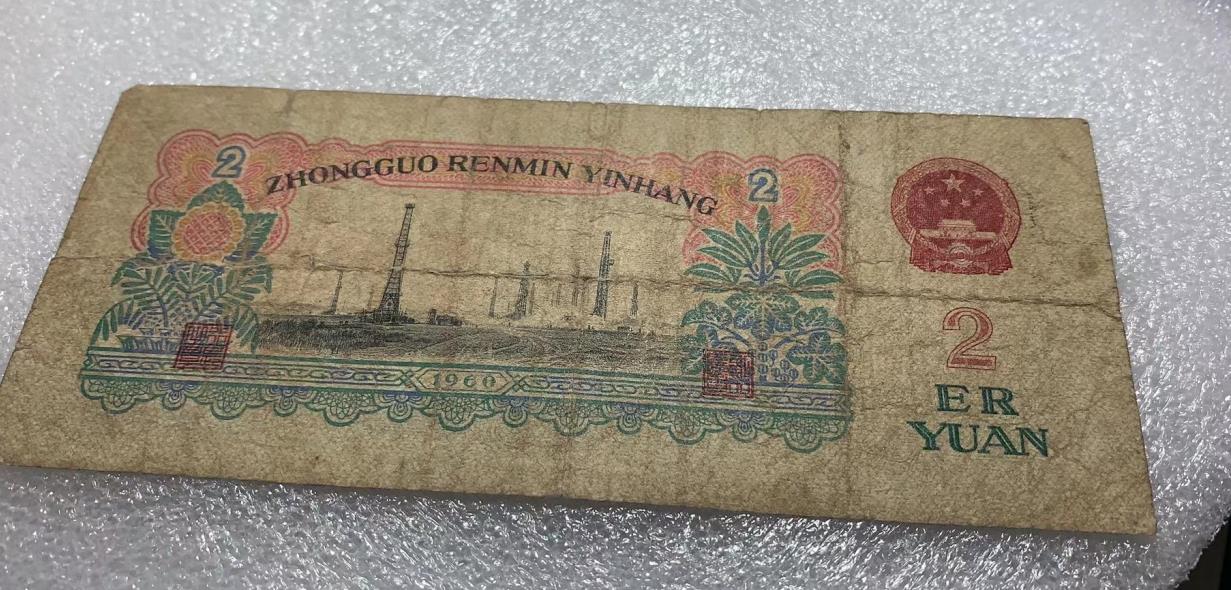 2
ZHONGGUO RENMIN YINHANG
2
1960
2
ER
YUAN